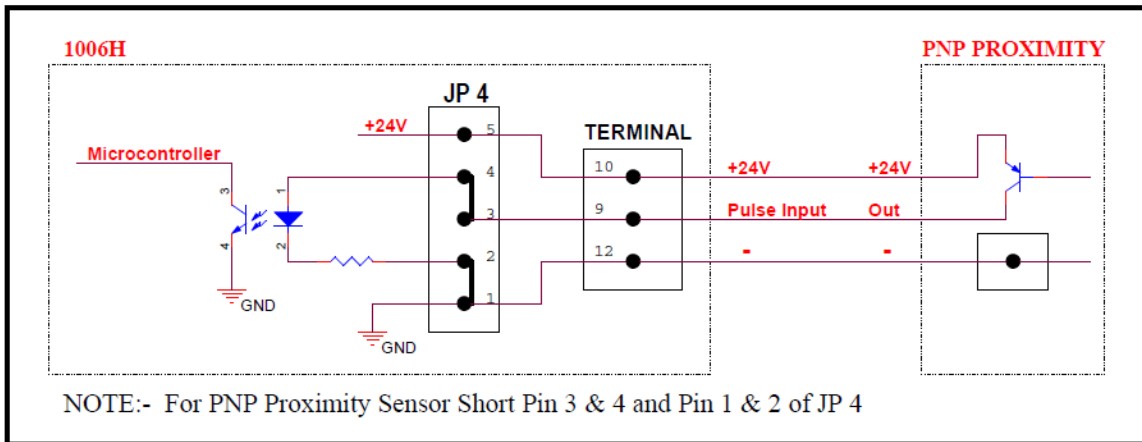 1006H
PNP PROXIMITY
JP 4
+24V
5
TERMINAL
Microcontroller
4
10
+24V
+24V
3
1
3
9
Pulse Input
Out
4
2
2
12
-
-
1
GND
GND
NOTE:- For PNP Proximity Sensor Short Pin 3 & 4 and Pin 1 & 2 of JP 4